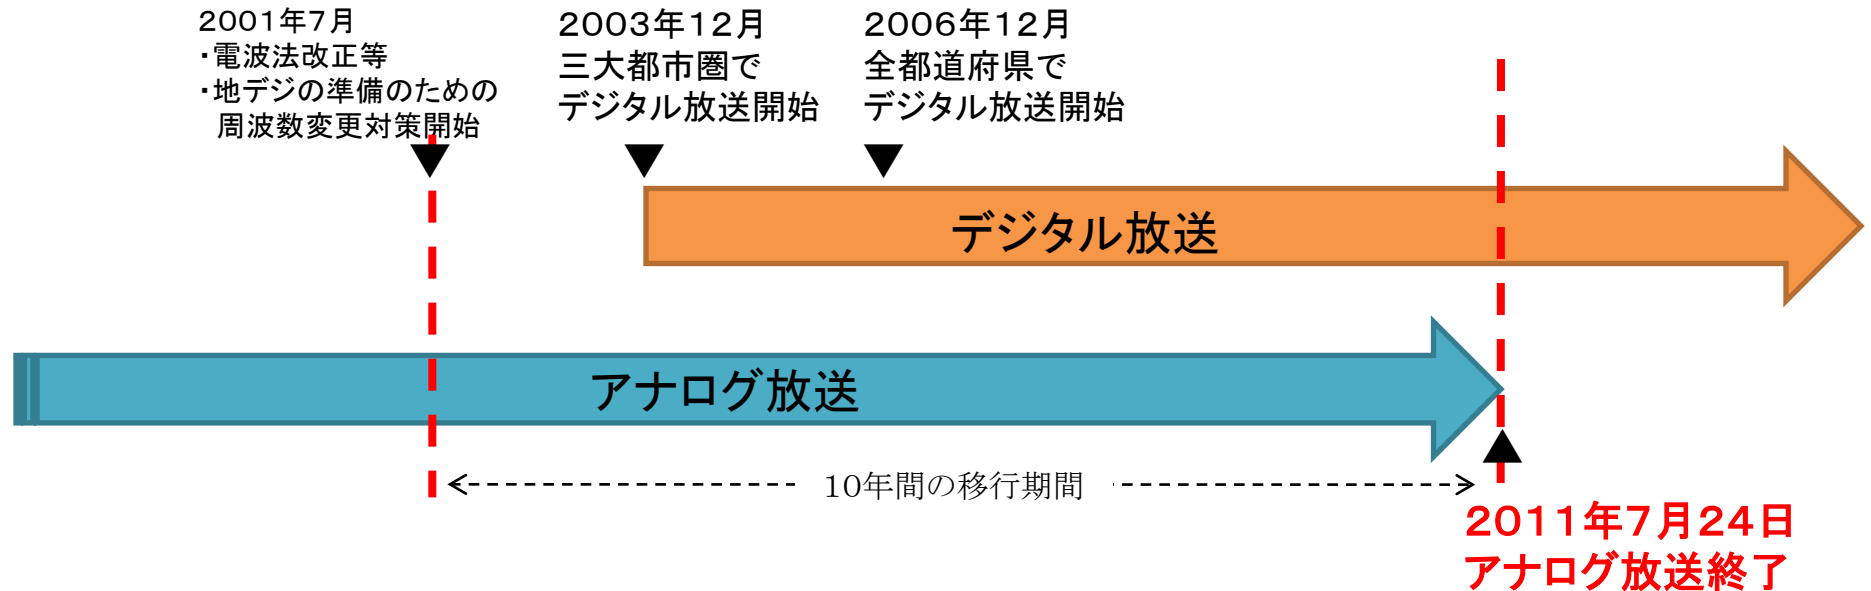 2001年7月
・電波法改正等
・地デジの準備のための
周波数変更対策開始
2003年12月
三大都市圏で
デジタル放送開始
2006年12月
全都道府県で
デジタル放送開始
デジタル放送
アナログ放送
10年間の移行期間
2011年7月24日
アナログ放送終了